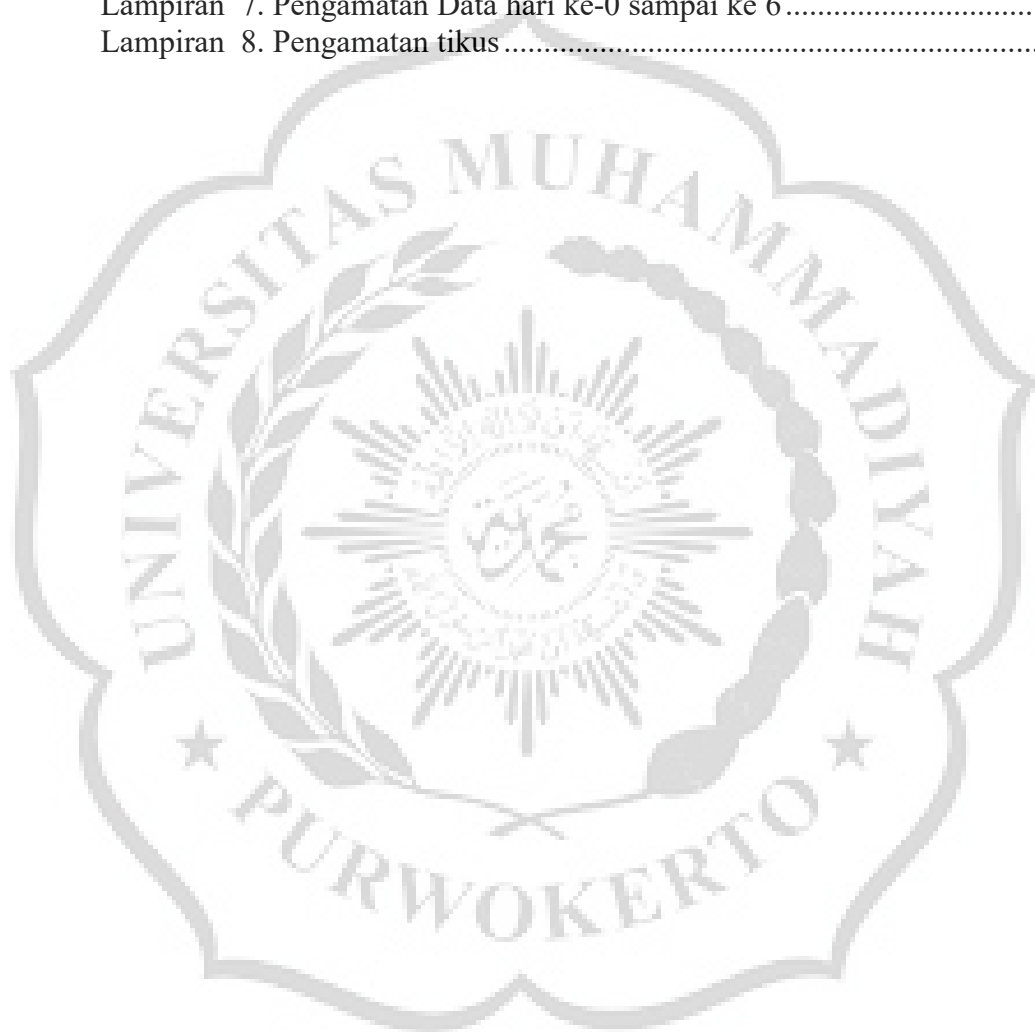 Lampiran 7. Pengamatan Data hari ke-0 sampai ke 6
Lampiran 8. Pengamatan tikus
UNIVERSITAS MUHAMMADIYAH
PURWOKERTO